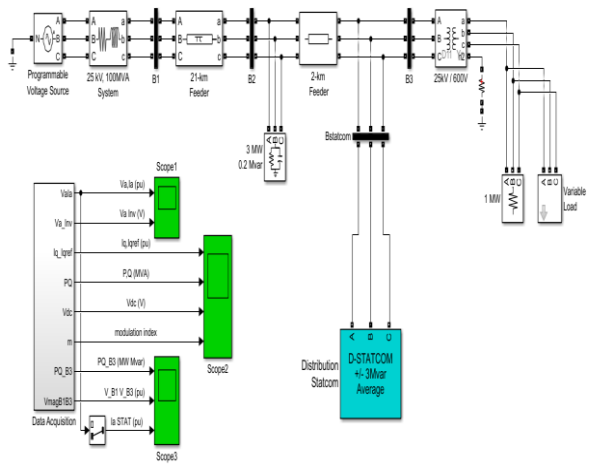 N
A
B
C
A
B
C
a
b
c
A
B
C
a
b
c
A
B
C
a
b
c
n2
Programmable
Voltage Source
25 kV, 100MVA
System
B1
21-km
Feeder
B2
2-km
Feeder
B3
25kV / 600V
3 MW
0.2 Mvar
A
B
C
Bstatcom
1 MW
A
B
C
A
B
C
Variable
Load
Scope1
VaIa
Va,Ia (pu)
Va_Inv
Va Inv (V)
Iq_Iqref
Iq,Iqref (pu)
PQ
P,Q (MVA)
Vdc
Vdc (V)
m
modulation index
Scope2
PQ_B3
PQ_B3 (MW Mvar)
VmagB1B3
V_B1 V_B3 (pu)
Data Acquisition
Ia STAT (pu)
Scope3
A
B
C
Distribution
Statcom
D-STATCOM
+/- 3Mvar
Average